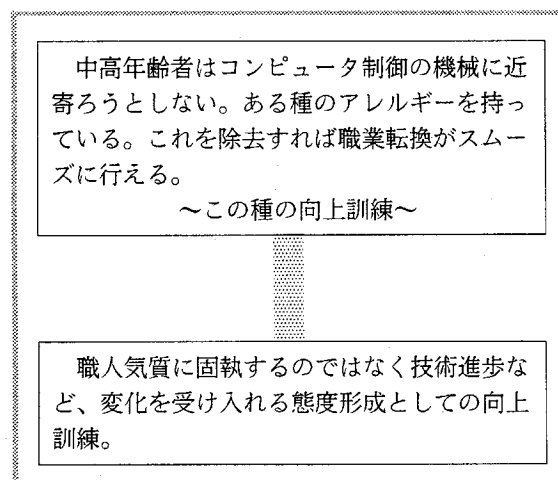 中高年齢者はコンピュータ制御の機械に近
寄ろうとしない。ある種のアレルギーを持っ
ている。これを除去すれば職業転換がスムー
ズに行える。
～この種の向上訓練～
職人気質に固執するのではなく技術進歩な
ど、変化を受け入れる態度形成としての向上
訓練。